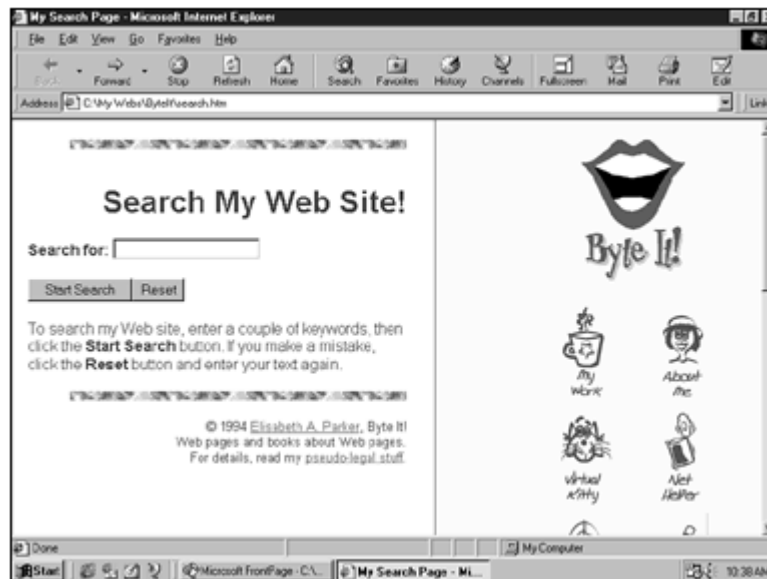 My Search Page - Microsoft Internet Explorer
File Edit View Go Favorites Help
Back Forward Stop Refresh Home Search Favorites History Channels Fullscreen Mail Print Edit
Address C:\My Webs\ByteIt\search.htm Link
Search My Web Site!
Search for:
Start Search Reset
To search my Web site, enter a couple of keywords, then
click the Start Search button. If you make a mistake,
click the Reset button and enter your text again.
© 1994 Elisabeth A. Parker, Byte It!
Web pages and books about Web pages.
For details, read my pseudo-legal stuff.
Byte It!
My Work
About Me
Virtual Kitty
Net Helper
Done My Computer
Start Microsoft FrontPage - C:\... My Search Page - Mi... 10:38 AM